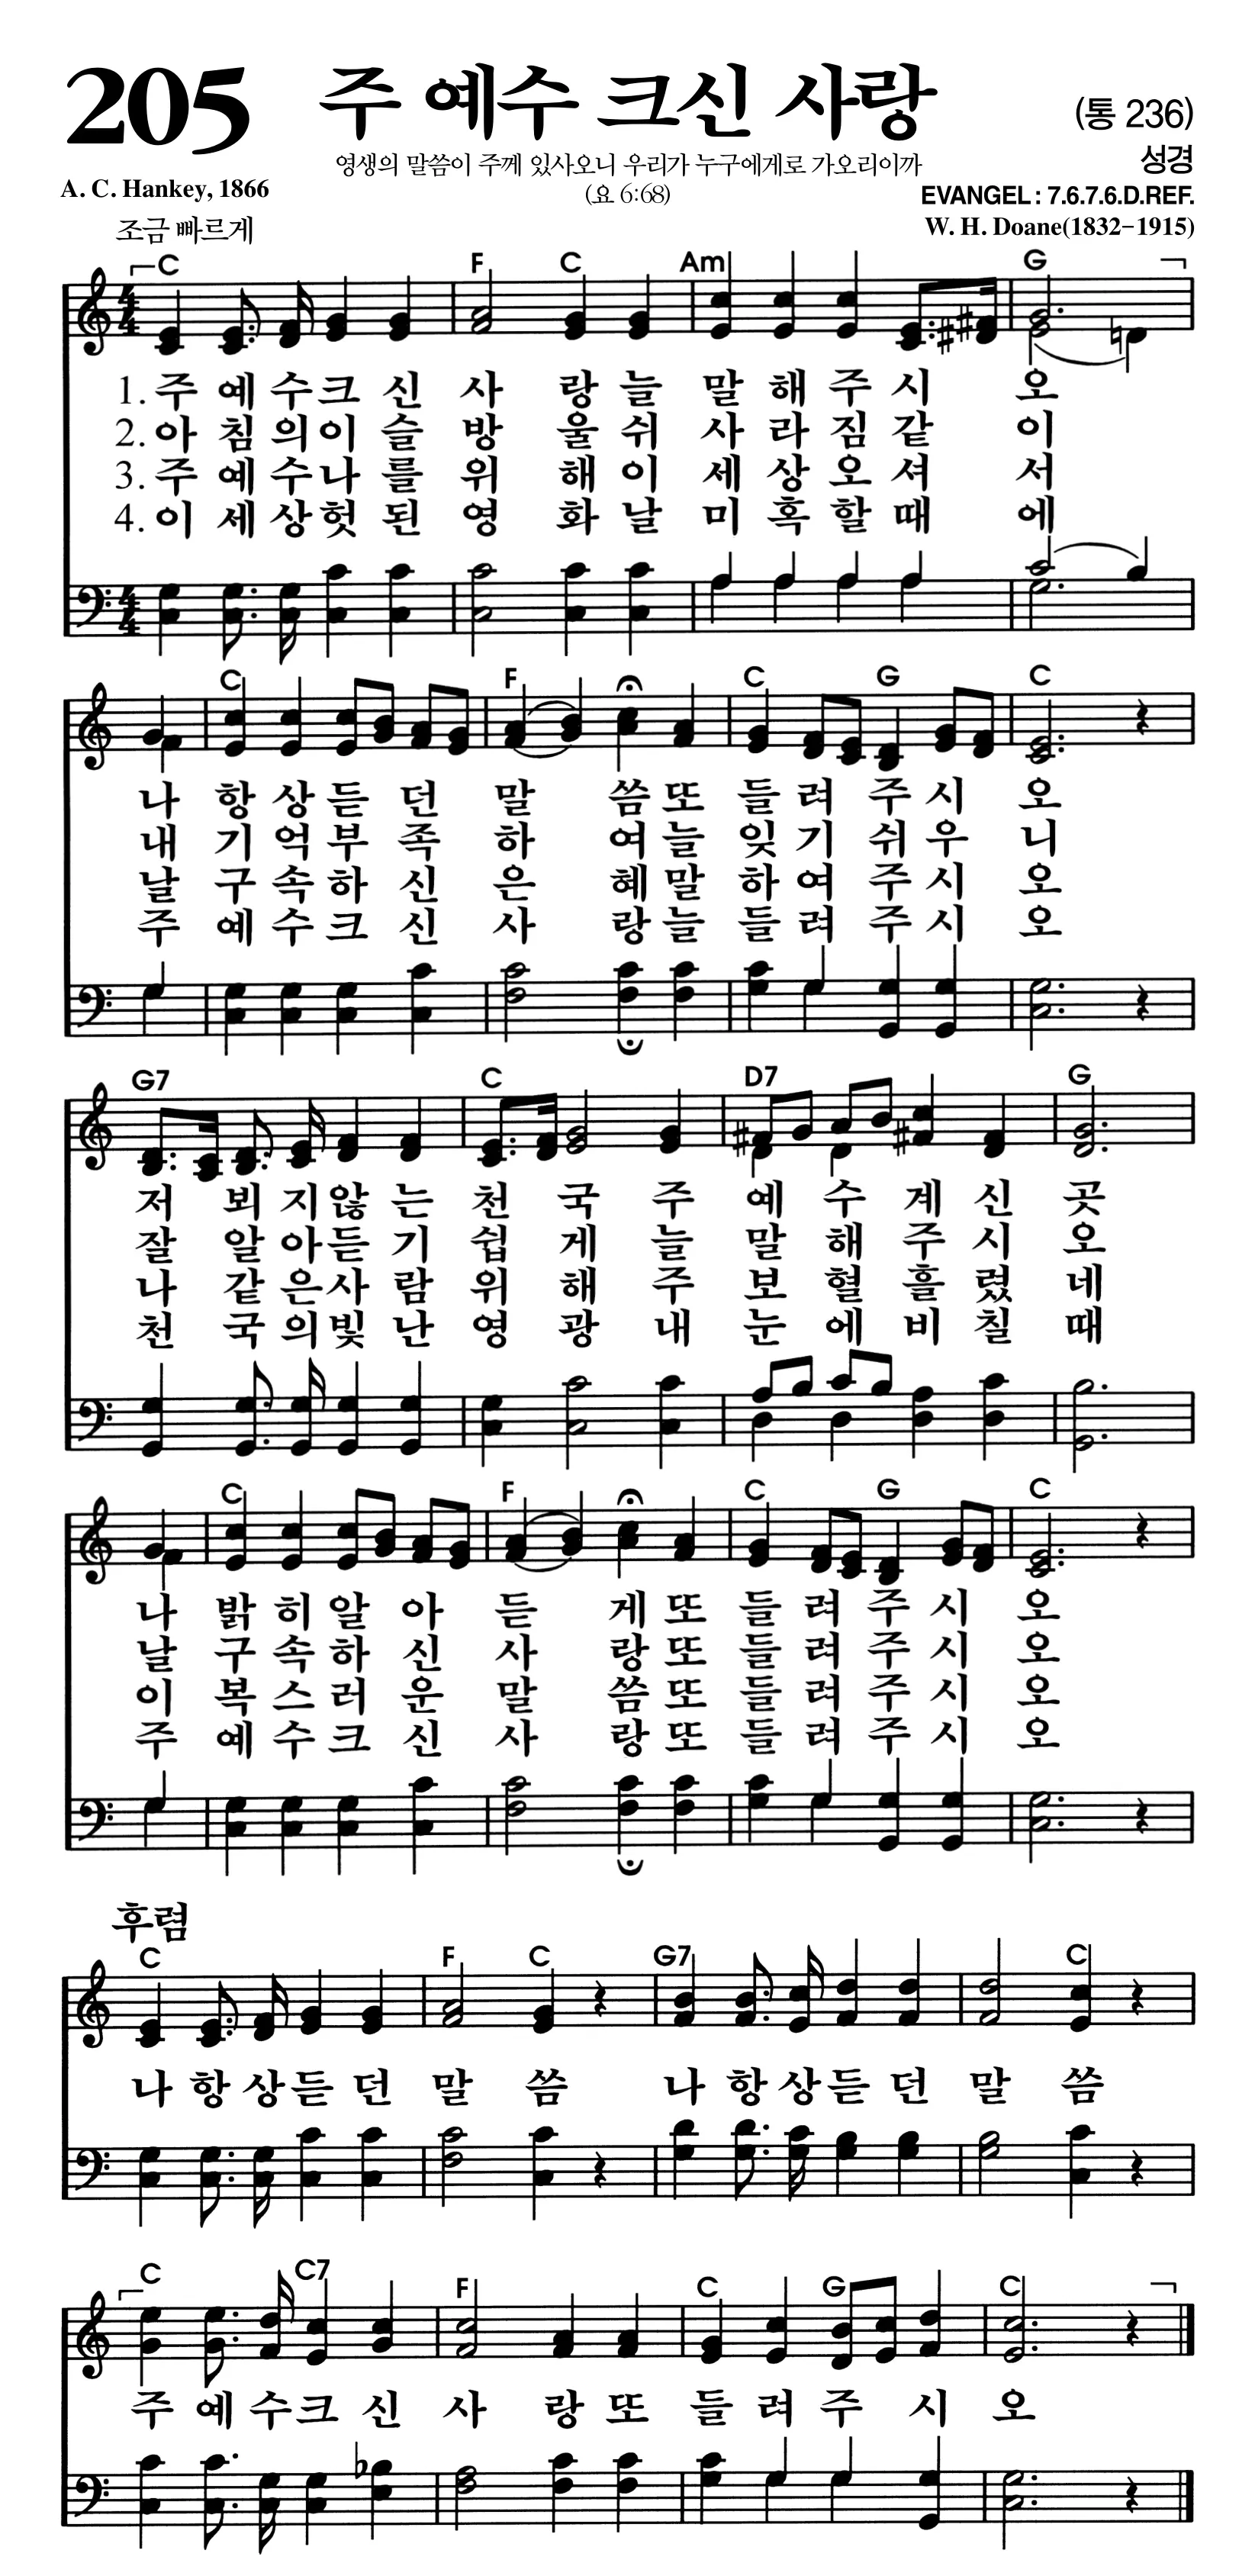 205 주 예수 크신 사랑 (통 236)
영생의 말씀이 주께 있사오니 우리가 누구에게로 가오리이까 성경
A. C. Hankey, 1866 (요 6:68) EVANGEL : 7.6.7.6.D.REF.
조금 빠르게 W. H. Doane(1832-1915)
C F C Am G
1. 주 예 수 크 신 사 랑 늘 말 해 주 시 오
2. 아 침 의 이 슬 방 울 쉬 사 라 짐 같 이
3. 주 예 수 나 를 위 해 이 세 상 오 셔 서
4. 이 세 상 헛 된 영 화 날 미 혹 할 때 에
C F C G C
나 항 상 듣 던 말 씀 또 들 려 주 시 오
내 기 억 부 족 하 여 늘 잊 기 쉬 우 니
날 구 속 하 신 은 혜 말 하 여 주 시 오
주 예 수 크 신 사 랑 늘 들 려 주 시 오
G7 C D7 G
저 뵈 지 않 는 천 국 주 예 수 계 신 곳
잘 알 아 듣 기 쉽 게 늘 말 해 주 시 오
나 같 은 사 람 위 해 주 보 혈 흘 렸 네
천 국 의 빛 난 영 광 내 눈 에 비 칠 때
C F C G C
나 밝 히 알 아 듣 게 또 들 려 주 시 오
날 구 속 하 신 사 랑 또 들 려 주 시 오
이 복 스 러 운 말 씀 또 들 려 주 시 오
주 예 수 크 신 사 랑 또 들 려 주 시 오
후렴
C F C G7 C
나 항 상 듣 던 말 씀 나 항 상 듣 던 말 씀
C C7 F C G C
주 예 수 크 신 사 랑 또 들 려 주 시 오